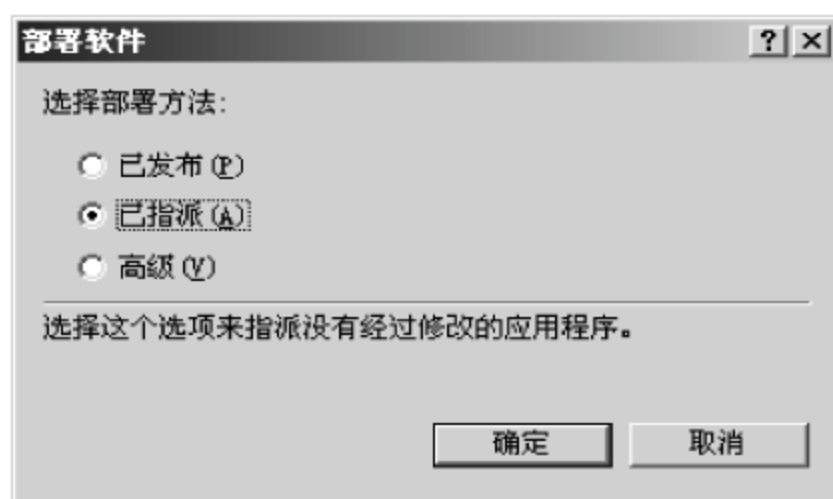 部署软件
选择部署方法:
已发布(P)
已指派(A)
高级(V)
选择这个选项来指派没有经过修改的应用程序。
确定
取消